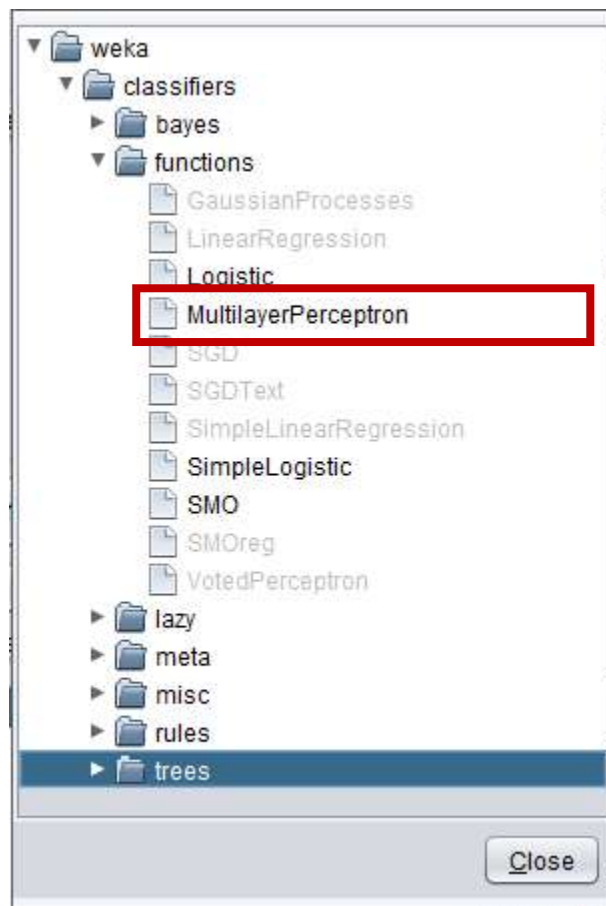 weka
classifiers
bayes
functions
GaussianProcesses
LinearRegression
Logistic
MultilayerPerceptron
SGD
SGDText
SimpleLinearRegression
SimpleLogistic
SMO
SMOreg
VotedPerceptron
lazy
meta
misc
rules
trees
Close